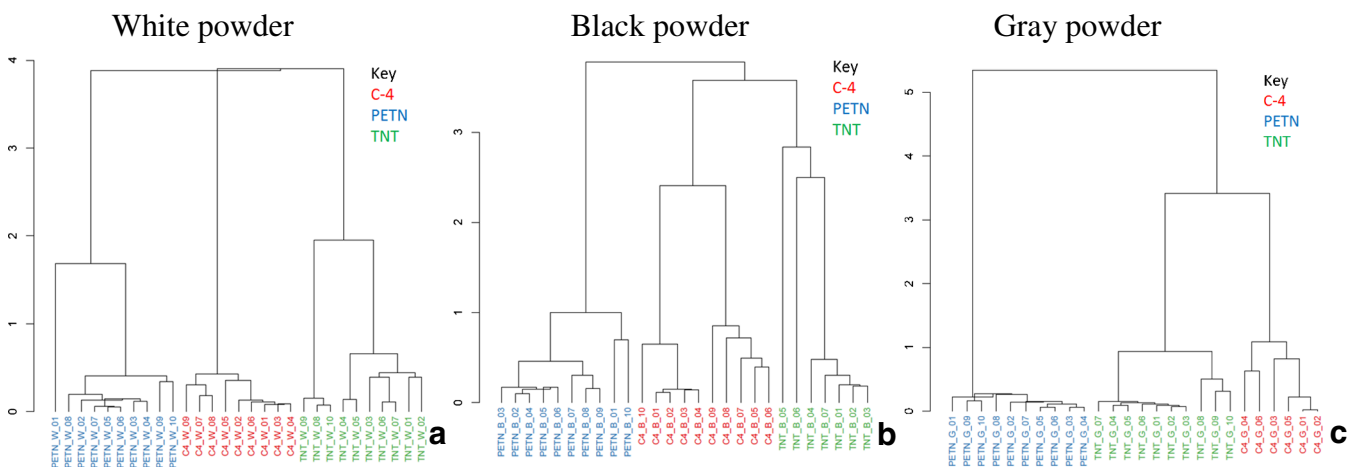 White powder
4
3
2
1
0
Key
C-4
PETN
TNT
PETN_W_01
PETN_W_08
PETN_W_02
PETN_W_07
PETN_W_05
PETN_W_06
PETN_W_03
PETN_W_04
PETN_W_09
PETN_W_10
C4_W_09
C4_W_07
C4_W_08
C4_W_05
C4_W_02
C4_W_06
C4_W_01
C4_W_03
C4_W_04
TNT_W_09
TNT_W_08
TNT_W_10
TNT_W_04
TNT_W_05
TNT_W_03
TNT_W_06
TNT_W_07
TNT_W_01
TNT_W_02
a
Black powder
3
2
1
0
Key
C-4
PETN
TNT
PETN_B_03
PETN_B_02
PETN_B_04
PETN_B_05
PETN_B_06
PETN_B_07
PETN_B_08
PETN_B_09
PETN_B_01
PETN_B_10
C4_B_10
C4_B_01
C4_B_02
C4_B_03
C4_B_04
C4_B_09
C4_B_08
C4_B_07
C4_B_05
C4_B_06
TNT_B_05
TNT_B_06
TNT_B_04
TNT_B_07
TNT_B_01
TNT_B_02
TNT_B_03
b
Gray powder
5
4
3
2
1
0
Key
C-4
PETN
TNT
PETN_G_01
PETN_G_09
PETN_G_10
PETN_G_08
PETN_G_02
PETN_G_07
PETN_G_05
PETN_G_06
PETN_G_03
PETN_G_04
TNT_G_07
TNT_G_04
TNT_G_05
TNT_G_06
TNT_G_01
TNT_G_02
TNT_G_03
TNT_G_08
TNT_G_09
TNT_G_10
C4_G_04
C4_G_06
C4_G_03
C4_G_05
C4_G_01
C4_G_02
c